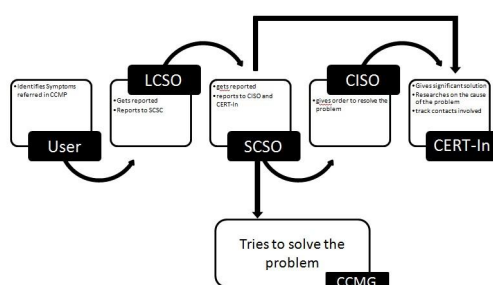 • Identifies Symptoms
referred in CCMP
User
LCSO
• Gets reported
• Reports to SCSC
• gets reported
• reports to CISO and
CERT-In
SCSO
CISO
• gives order to resolve the
problem
• Gives significant solution
• Researches on the cause
of the problem
• track contacts involved
CERT-In
Tries to solve the
problem
CCMG